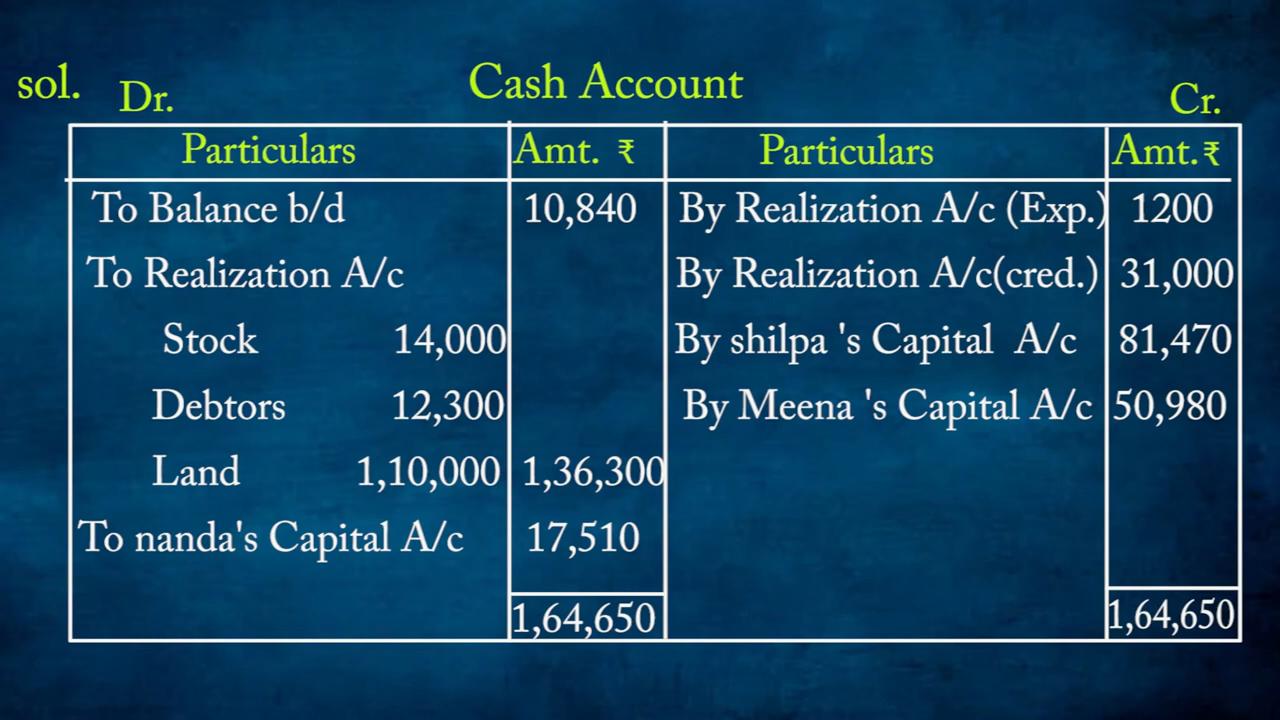 sol. Dr. Cash Account Cr.
Particulars Amt. ₹ Particulars Amt. ₹
To Balance b/d 10,840 By Realization A/c (Exp.) 1200
To Realization A/c By Realization A/c(cred.) 31,000
Stock 14,000 By shilpa 's Capital A/c 81,470
Debtors 12,300 By Meena 's Capital A/c 50,980
Land 1,10,000 1,36,300
To nanda's Capital A/c 17,510
1,64,650 1,64,650